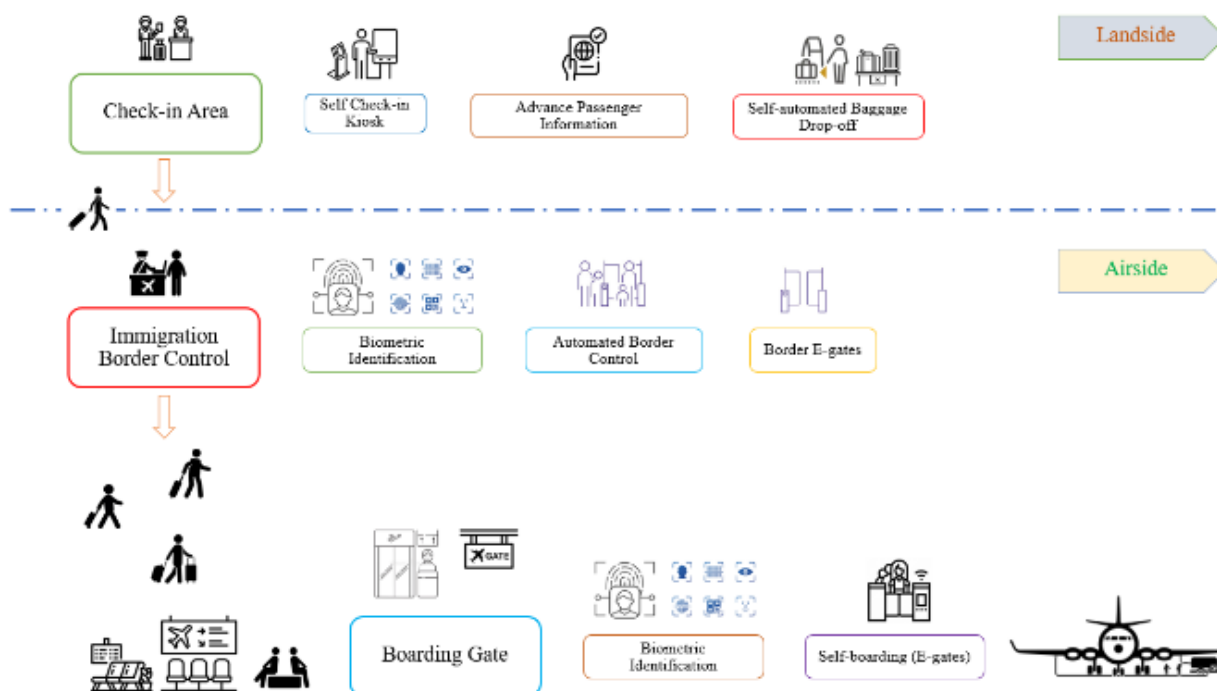 Landside
Check-in Area
Self Check-in
Kiosk
Advance Passenger
Information
Self-automated Baggage
Drop-off
Airside
Immigration
Border Control
Biometric
Identification
Automated Border
Control
Border E-gates
GATE
Boarding Gate
Biometric
Identification
Self-boarding (E-gates)